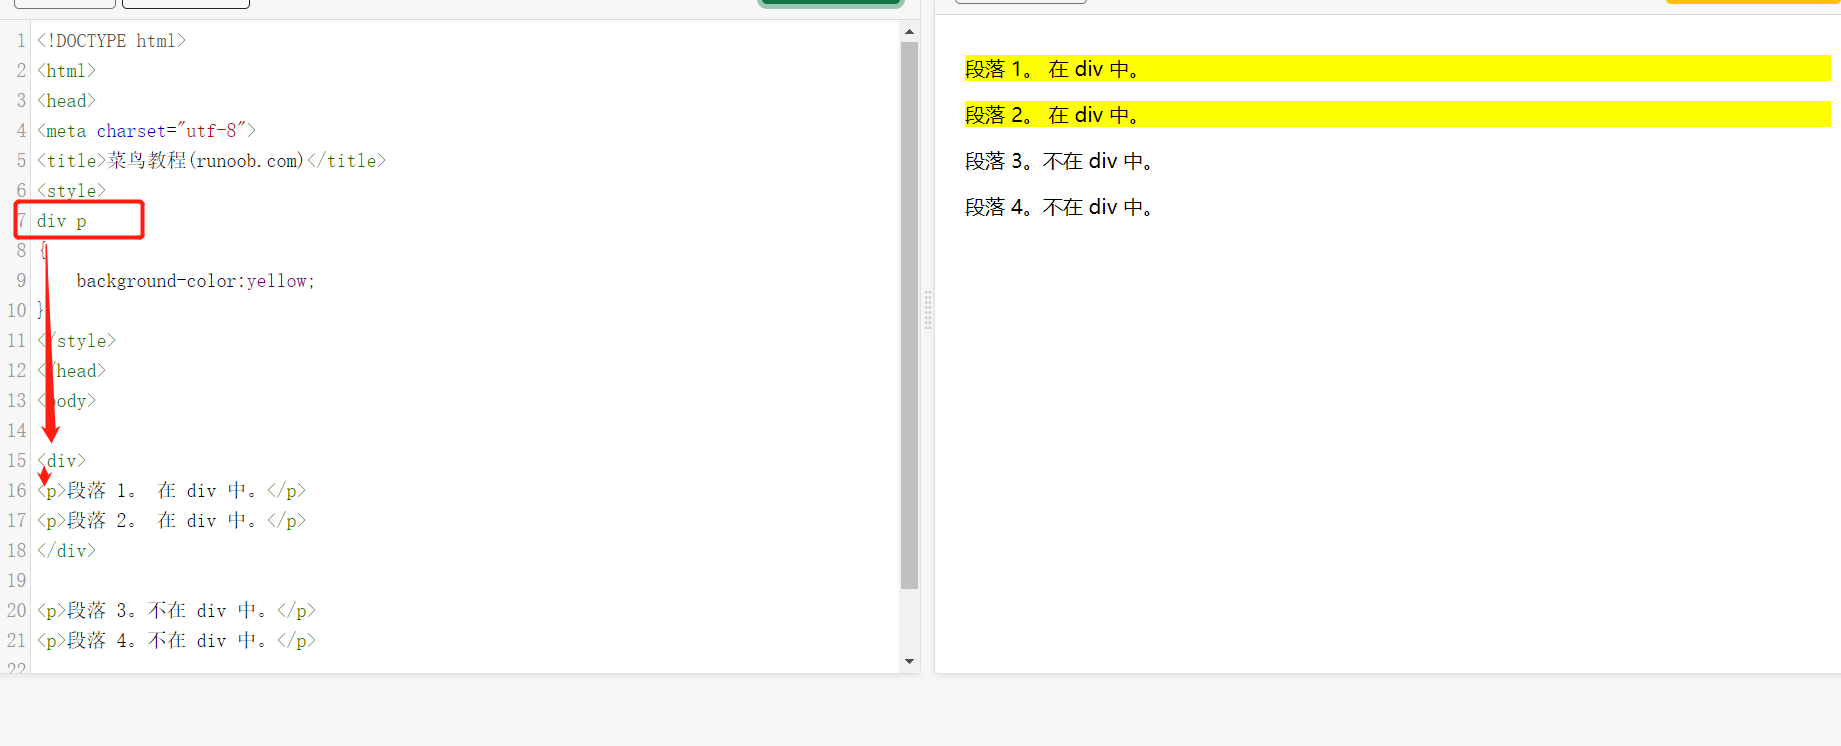 1 <!DOCTYPE html>
2 <html>
3 <head>
4 <meta charset="utf-8">
5 <title>菜鸟教程(runoob.com)</title>
6 <style>
7 div p
8 {
9     background-color:yellow;
10 }
11 </style>
12 </head>
13 <body>
14
15 <div>
16 <p>段落 1。 在 div 中。</p>
17 <p>段落 2。 在 div 中。</p>
18 </div>
19
20 <p>段落 3。不在 div 中。</p>
21 <p>段落 4。不在 div 中。</p>
22
段落 1。 在 div 中。
段落 2。 在 div 中。
段落 3。不在 div 中。
段落 4。不在 div 中。